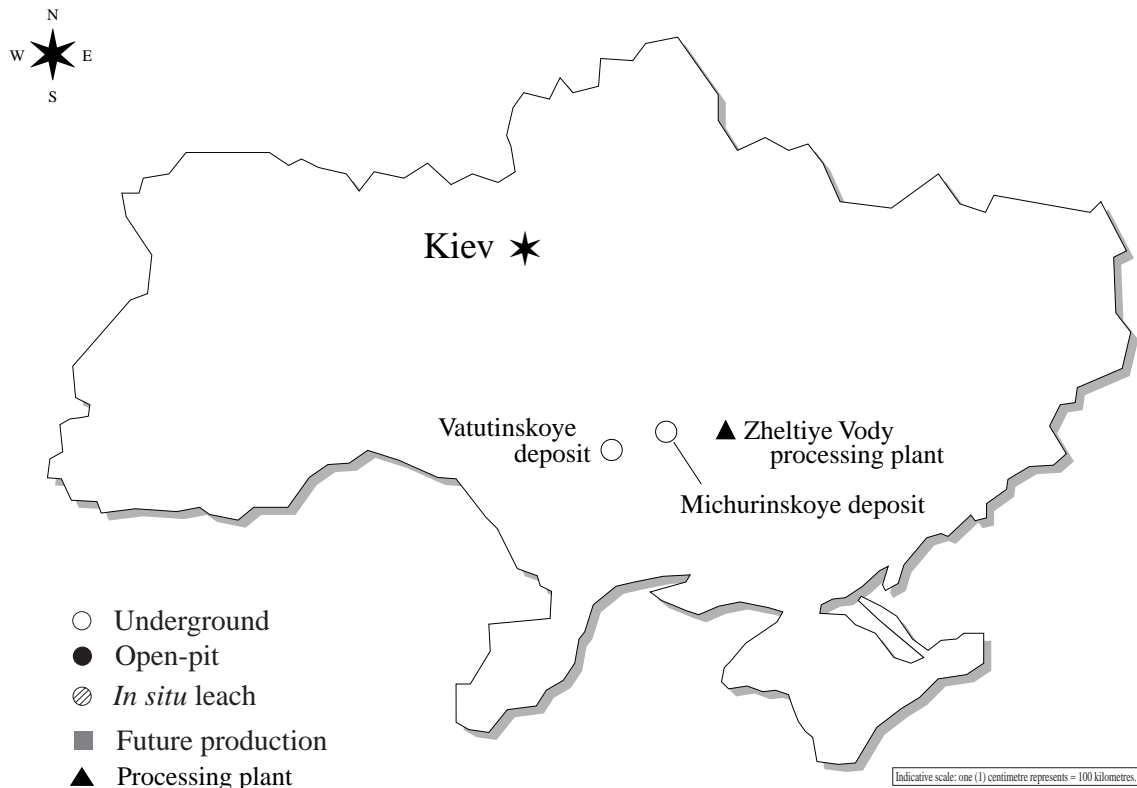 N
W E
S
Kiev
Vatutinskoye
deposit
Zheltiye Vody
processing plant
Michurinskoye deposit
Underground
Open-pit
In situ leach
Future production
Processing plant
Indicative scale: one (1) centimetre represents = 100 kilometres.